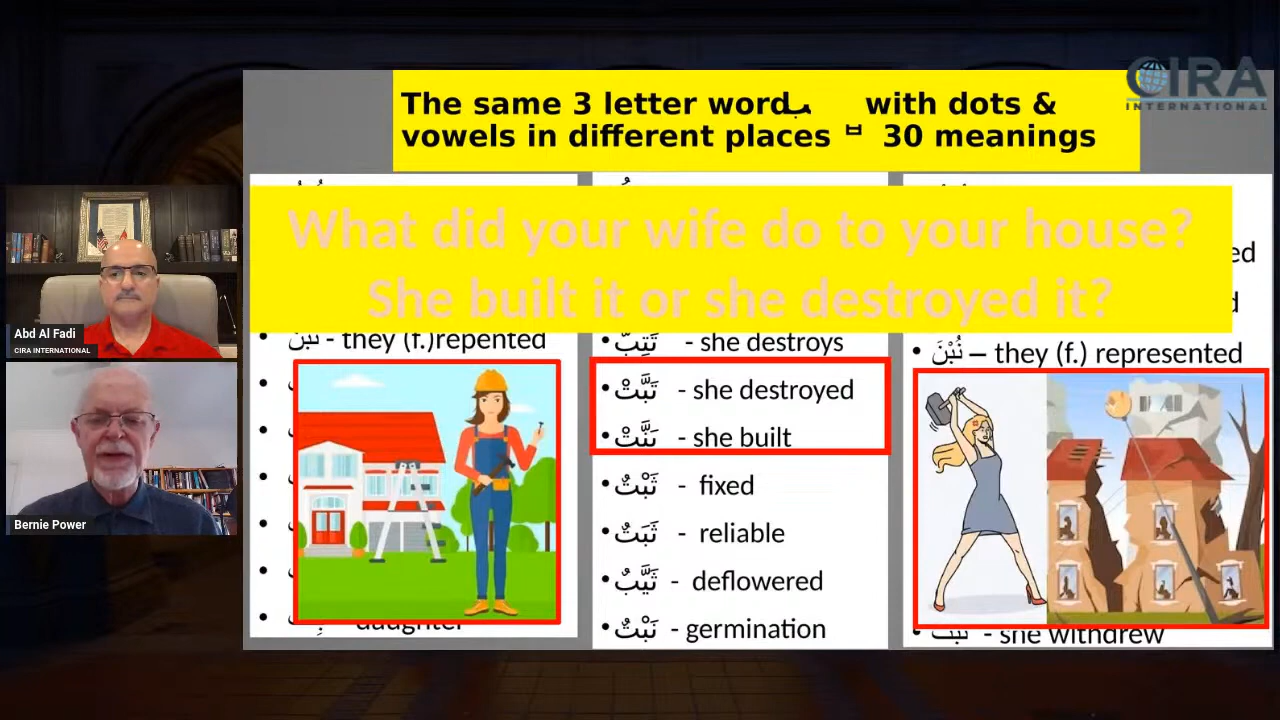 CIRA
INTERNATIONAL
The same 3 letter word with dots &
vowels in different places = 30 meanings
What did your wife do to your house?
She built it or she destroyed it?
Abd Al Fadi
CIRA INTERNATIONAL
Bernie Power
- they (f.)repented
- daughter
• تَتِبّ - she destroys
• تَبَّتْ - she destroyed
• بَنَّتْ - she built
• ثَبْتٌ - fixed
• ثَبَتٌ - reliable
• ثَيِّبٌ - deflowered
• نَبْتٌ - germination
ed
d
• نُبْنَ – they (f.) represented
- she withdrew